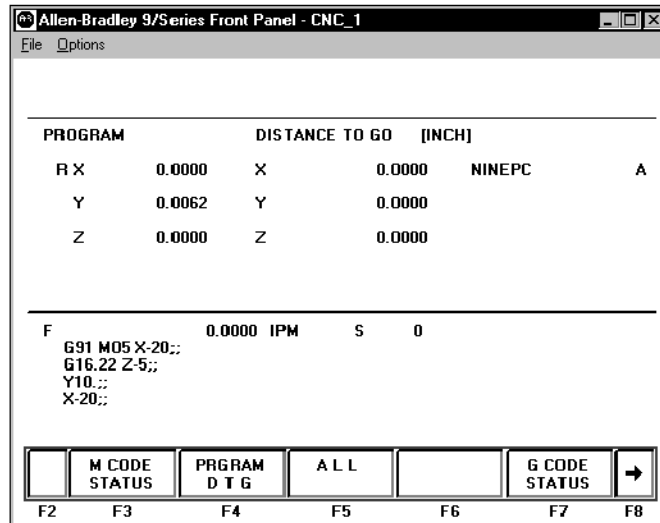 Allen-Bradley 9/Series Front Panel - CNC_1
File Options
PROGRAM DISTANCE TO GO [INCH]
R X 0.0000 X 0.0000 NINEPC A
Y 0.0062 Y 0.0000
Z 0.0000 Z 0.0000
F 0.0000 IPM S 0
G91 M05 X-20;;
G16.22 Z-5;;
Y10.;;
X-20;;
M CODE PRGRAM A L L G CODE
STATUS D T G STATUS
F2 F3 F4 F5 F6 F7 F8